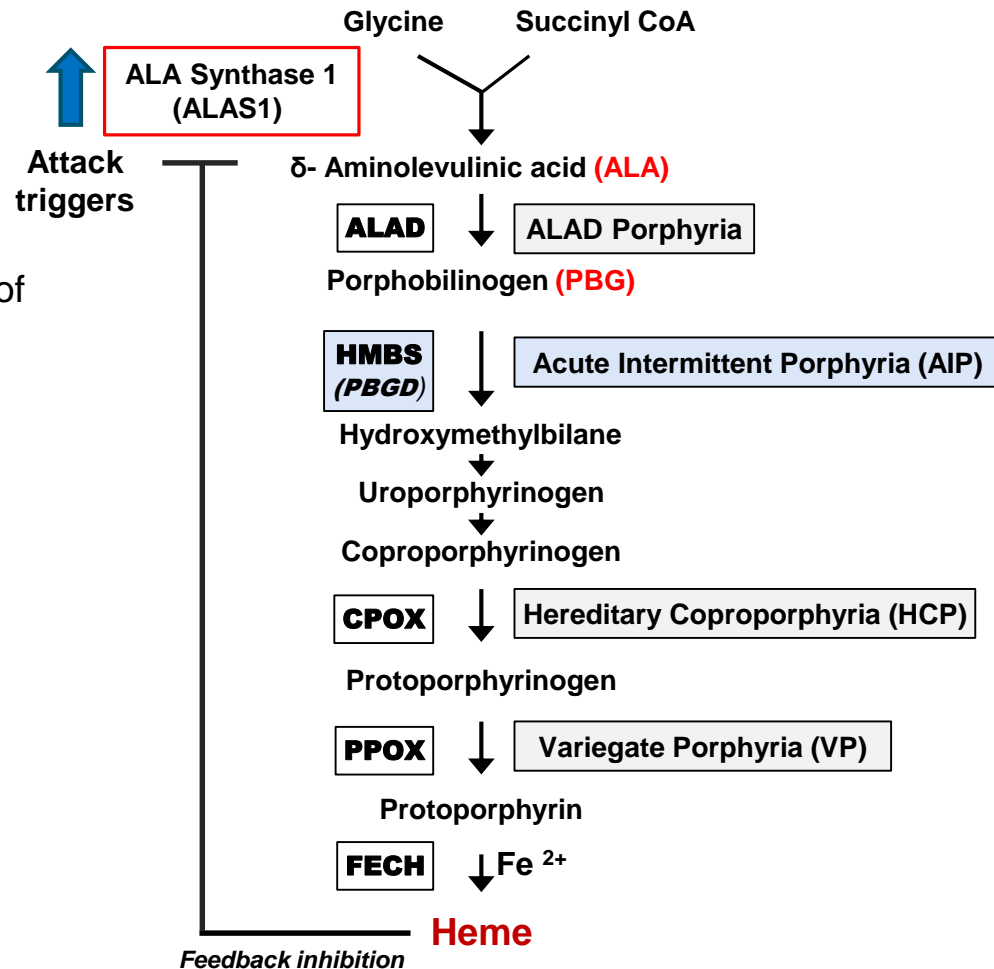 Glycine Succinyl CoA
ALA Synthase 1
(ALAS1)
Attack
triggers
δ- Aminolevulinic acid (ALA)
ALAD ALAD Porphyria
of
Porphobilinogen (PBG)
HMBS
(PBGD)
Acute Intermittent Porphyria (AIP)
Hydroxymethylbilane
Uroporphyrinogen
Coproporphyrinogen
CPOX Hereditary Coproporphyria (HCP)
Protoporphyrinogen
PPOX Variegate Porphyria (VP)
Protoporphyrin
FECH Fe 2+
Heme
Feedback inhibition